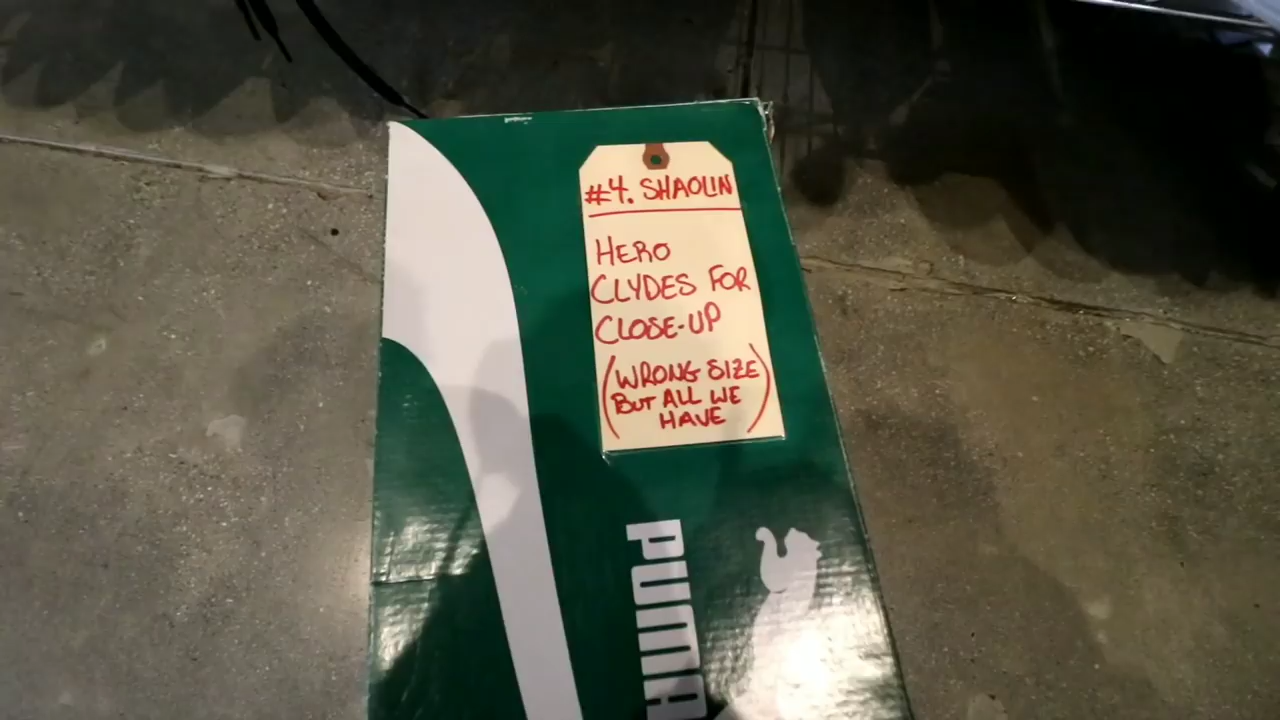 #4. SHAOLIN
HERO
CLYDES FOR
CLOSE-UP
(WRONG SIZE
BUT ALL WE
HAVE)
PUMA